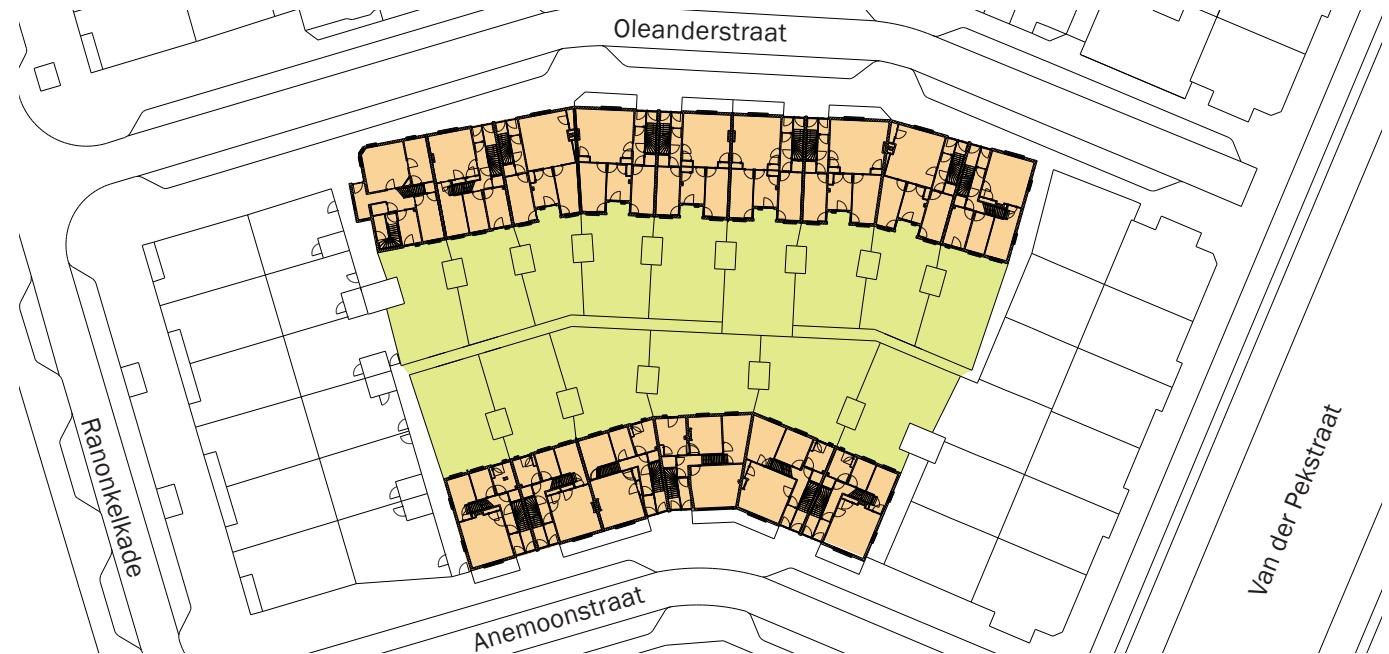 Oleanderstraat
Ranonkelkade
Van der Pekstraat
Anemoonstraat